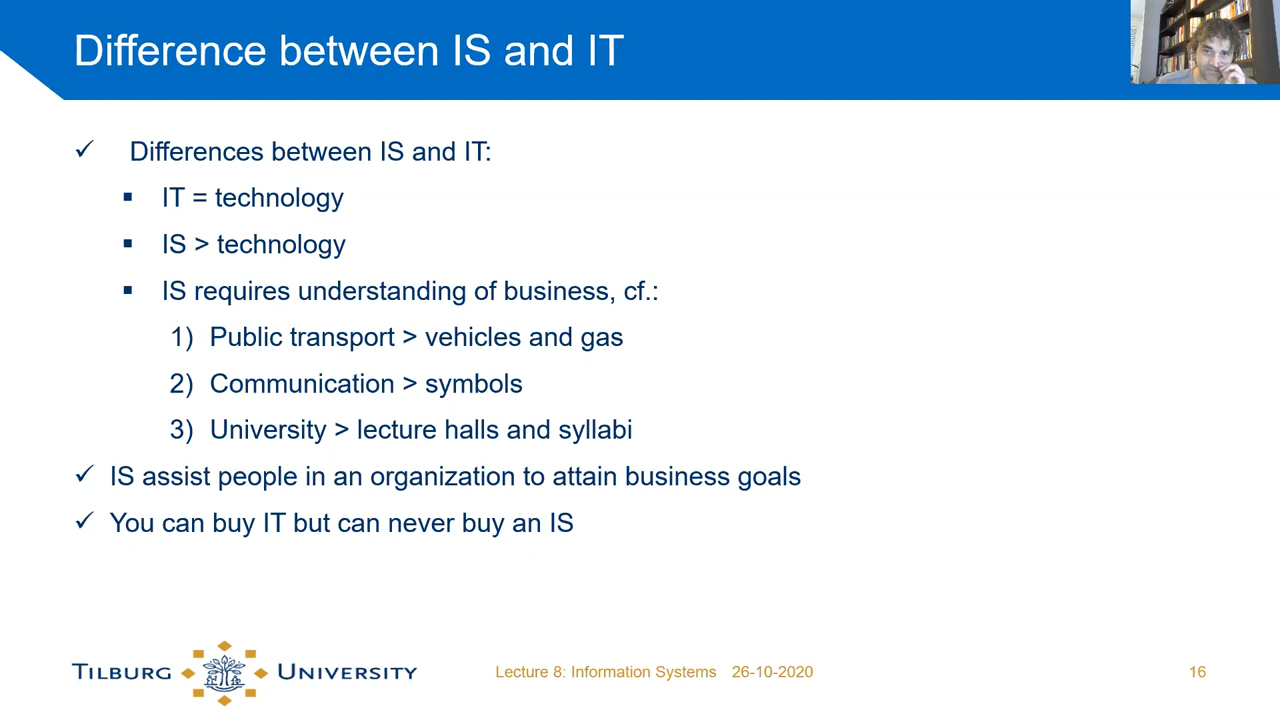 Difference between IS and IT
✓ Differences between IS and IT:
▪ IT = technology
▪ IS > technology
▪ IS requires understanding of business, cf.:
1) Public transport > vehicles and gas
2) Communication > symbols
3) University > lecture halls and syllabi
✓ IS assist people in an organization to attain business goals
✓ You can buy IT but can never buy an IS
TILBURG UNIVERSITY
Lecture 8: Information Systems 26-10-2020
16